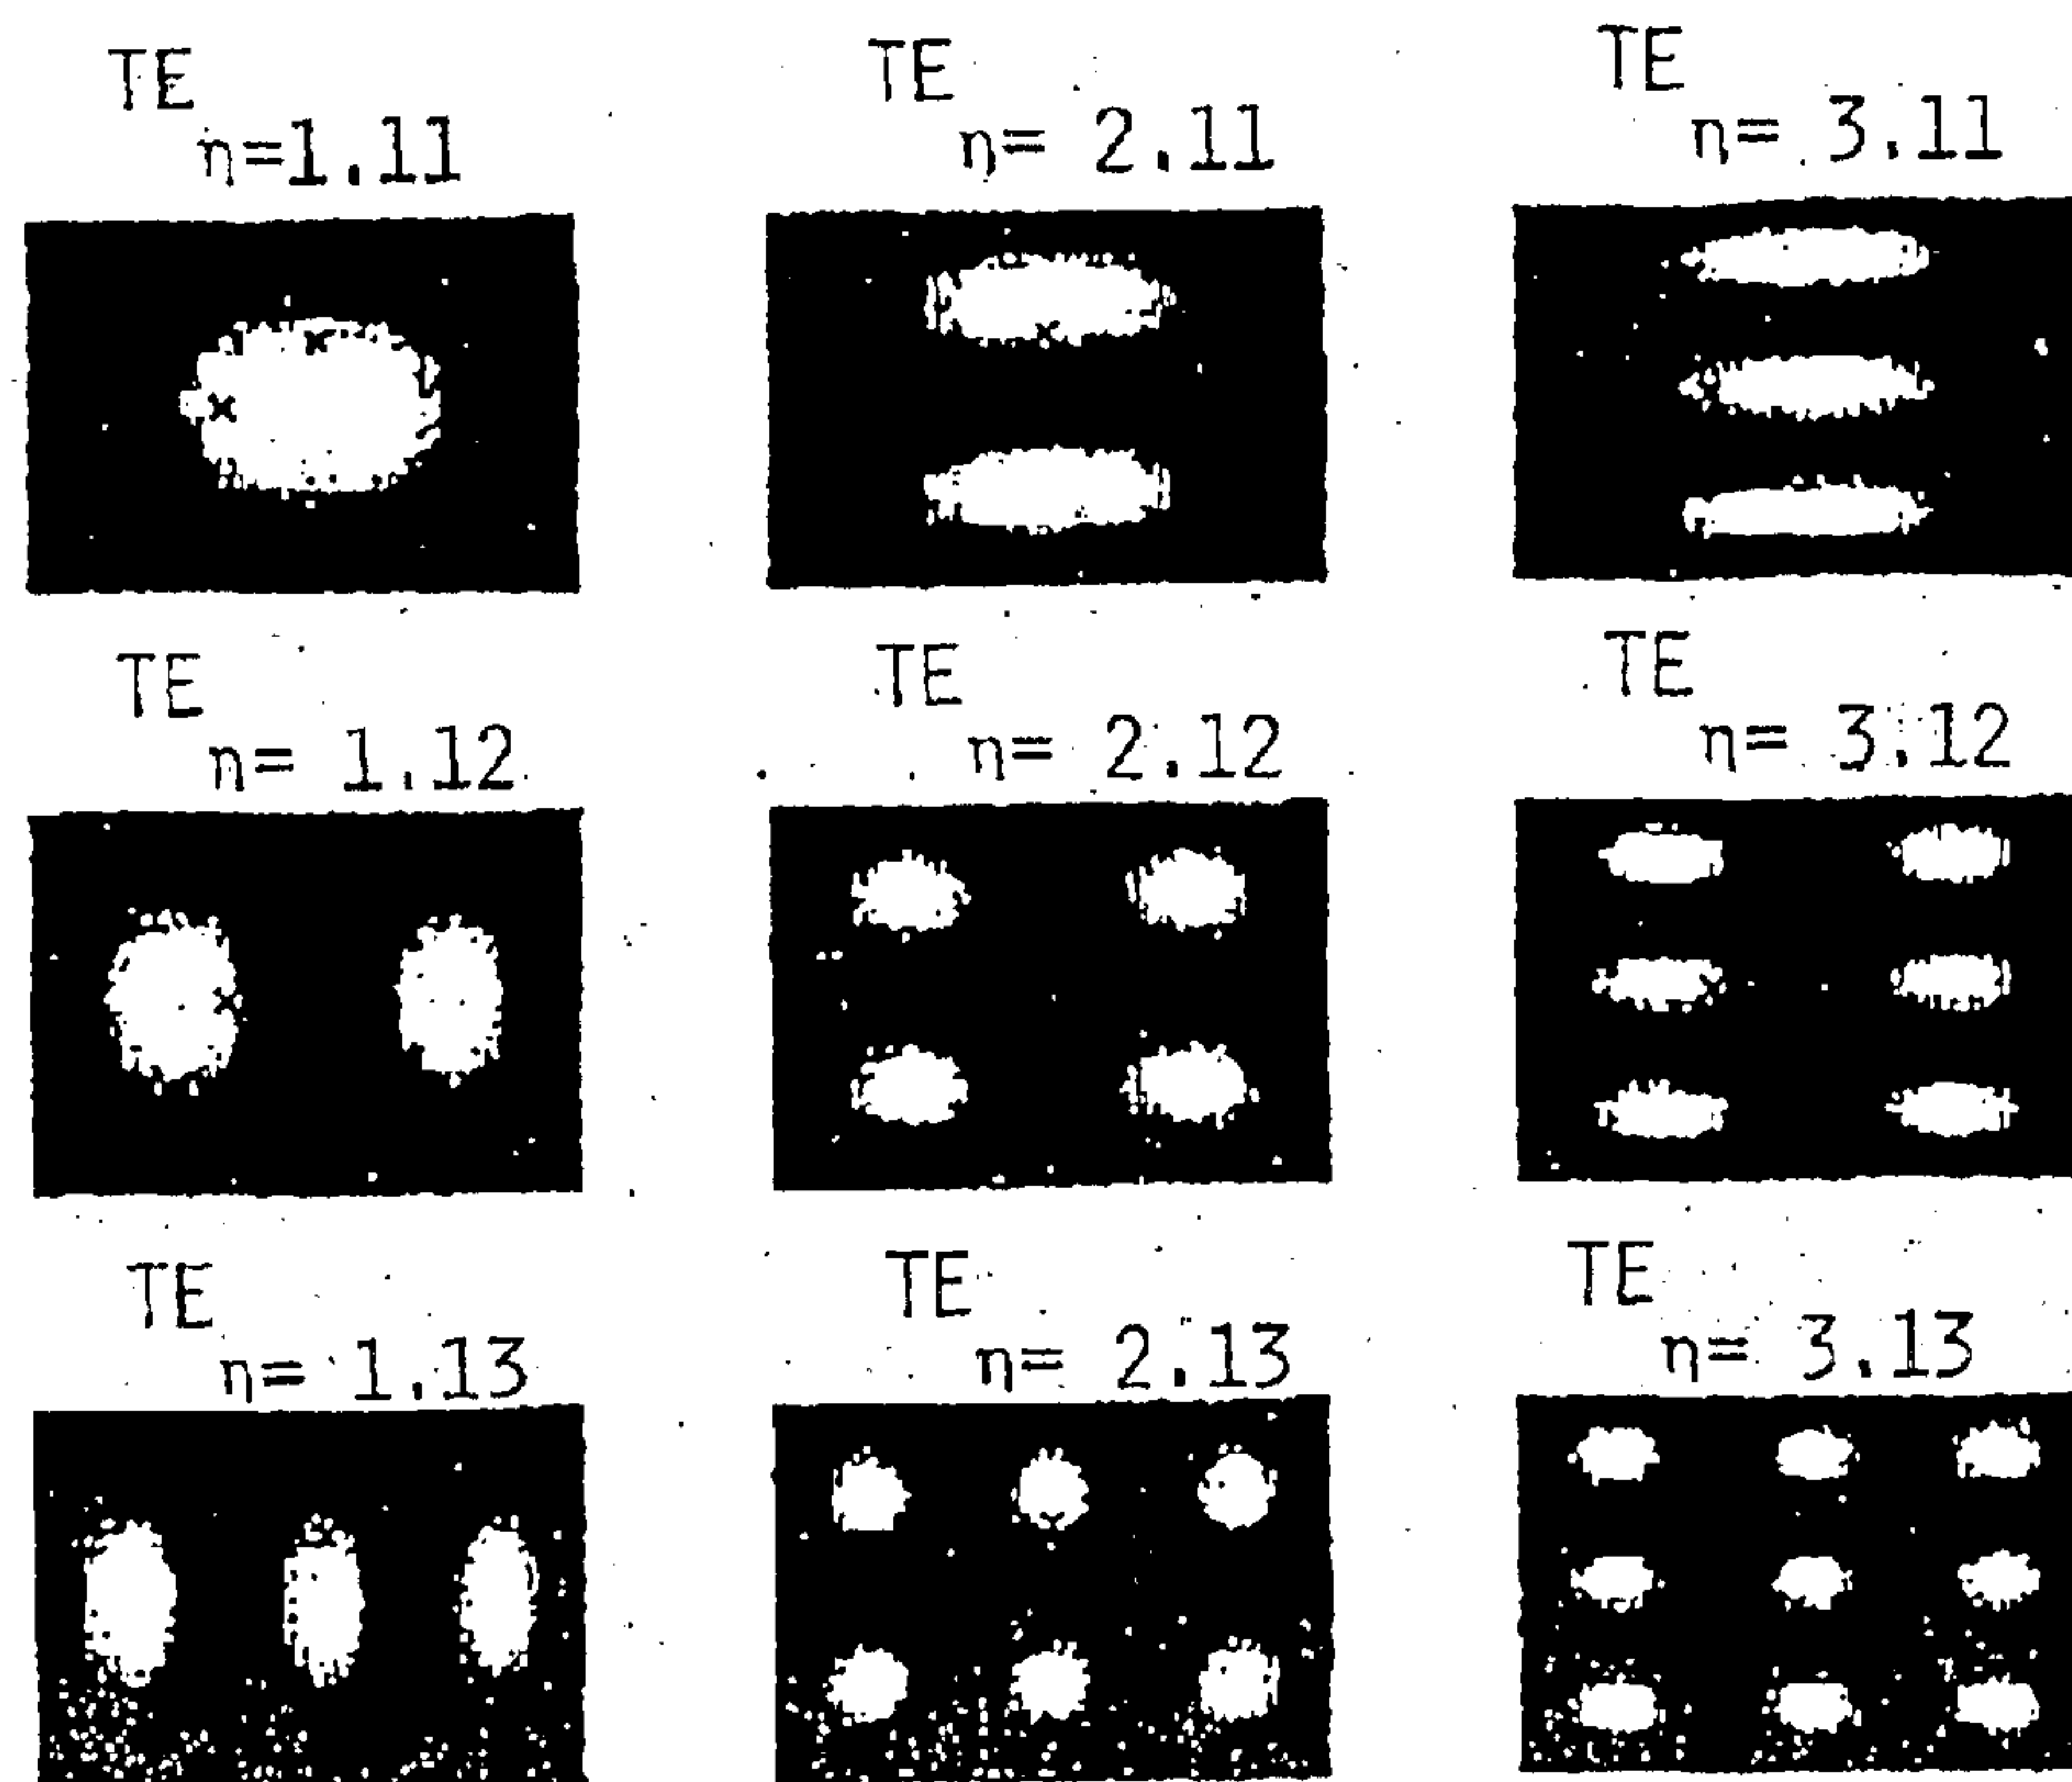 TE
η=1.11
TE
η= 2.11
TE
η= 3.11
TE
η= 1.12
TE
η= 2.12
TE
η= 3.12
TE
η= 1.13
TE
η= 2.13
TE
η= 3.13